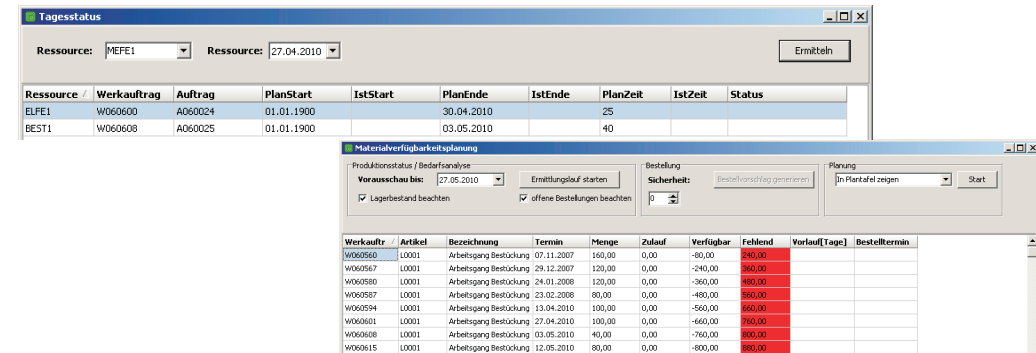 Tagesstatus
Ressource: MEFE1 Ressource: 27.04.2010 Ermitteln
Ressource Werkauftrag Auftrag PlanStart IstStart PlanEnde IstEnde PlanZeit IstZeit Status
ELFE1 W060600 A060024 01.01.1900 30.04.2010 25
BEST1 W060608 A060025 01.01.1900 03.05.2010 40
Materialverfügbarkeitsplanung
Produktionsstatus / Bedarfsanalyse Bestellung Planung
Vorausschau bis: 27.05.2010 Ermittlungslauf starten Sicherheit: Bestellvorschlag generieren In Plantafel zeigen Start
Lagerbestand beachten offene Bestellungen beachten 0
Werkauftr Artikel Bezeichnung Termin Menge Zulauf Verfügbar Fehlend Vorlauf[Tage] Bestelltermin
W060560 L0001 Arbeitsgang Bestückung 07.11.2007 160,00 0,00 -80,00 240,00
W060567 L0001 Arbeitsgang Bestückung 29.12.2007 120,00 0,00 -240,00 360,00
W060580 L0001 Arbeitsgang Bestückung 24.01.2008 120,00 0,00 -360,00 480,00
W060587 L0001 Arbeitsgang Bestückung 23.02.2008 80,00 0,00 -480,00 560,00
W060594 L0001 Arbeitsgang Bestückung 13.04.2010 100,00 0,00 -560,00 660,00
W060601 L0001 Arbeitsgang Bestückung 27.04.2010 100,00 0,00 -660,00 760,00
W060608 L0001 Arbeitsgang Bestückung 03.05.2010 40,00 0,00 -760,00 800,00
W060615 L0001 Arbeitsgang Bestückung 12.05.2010 80,00 0,00 -800,00 880,00